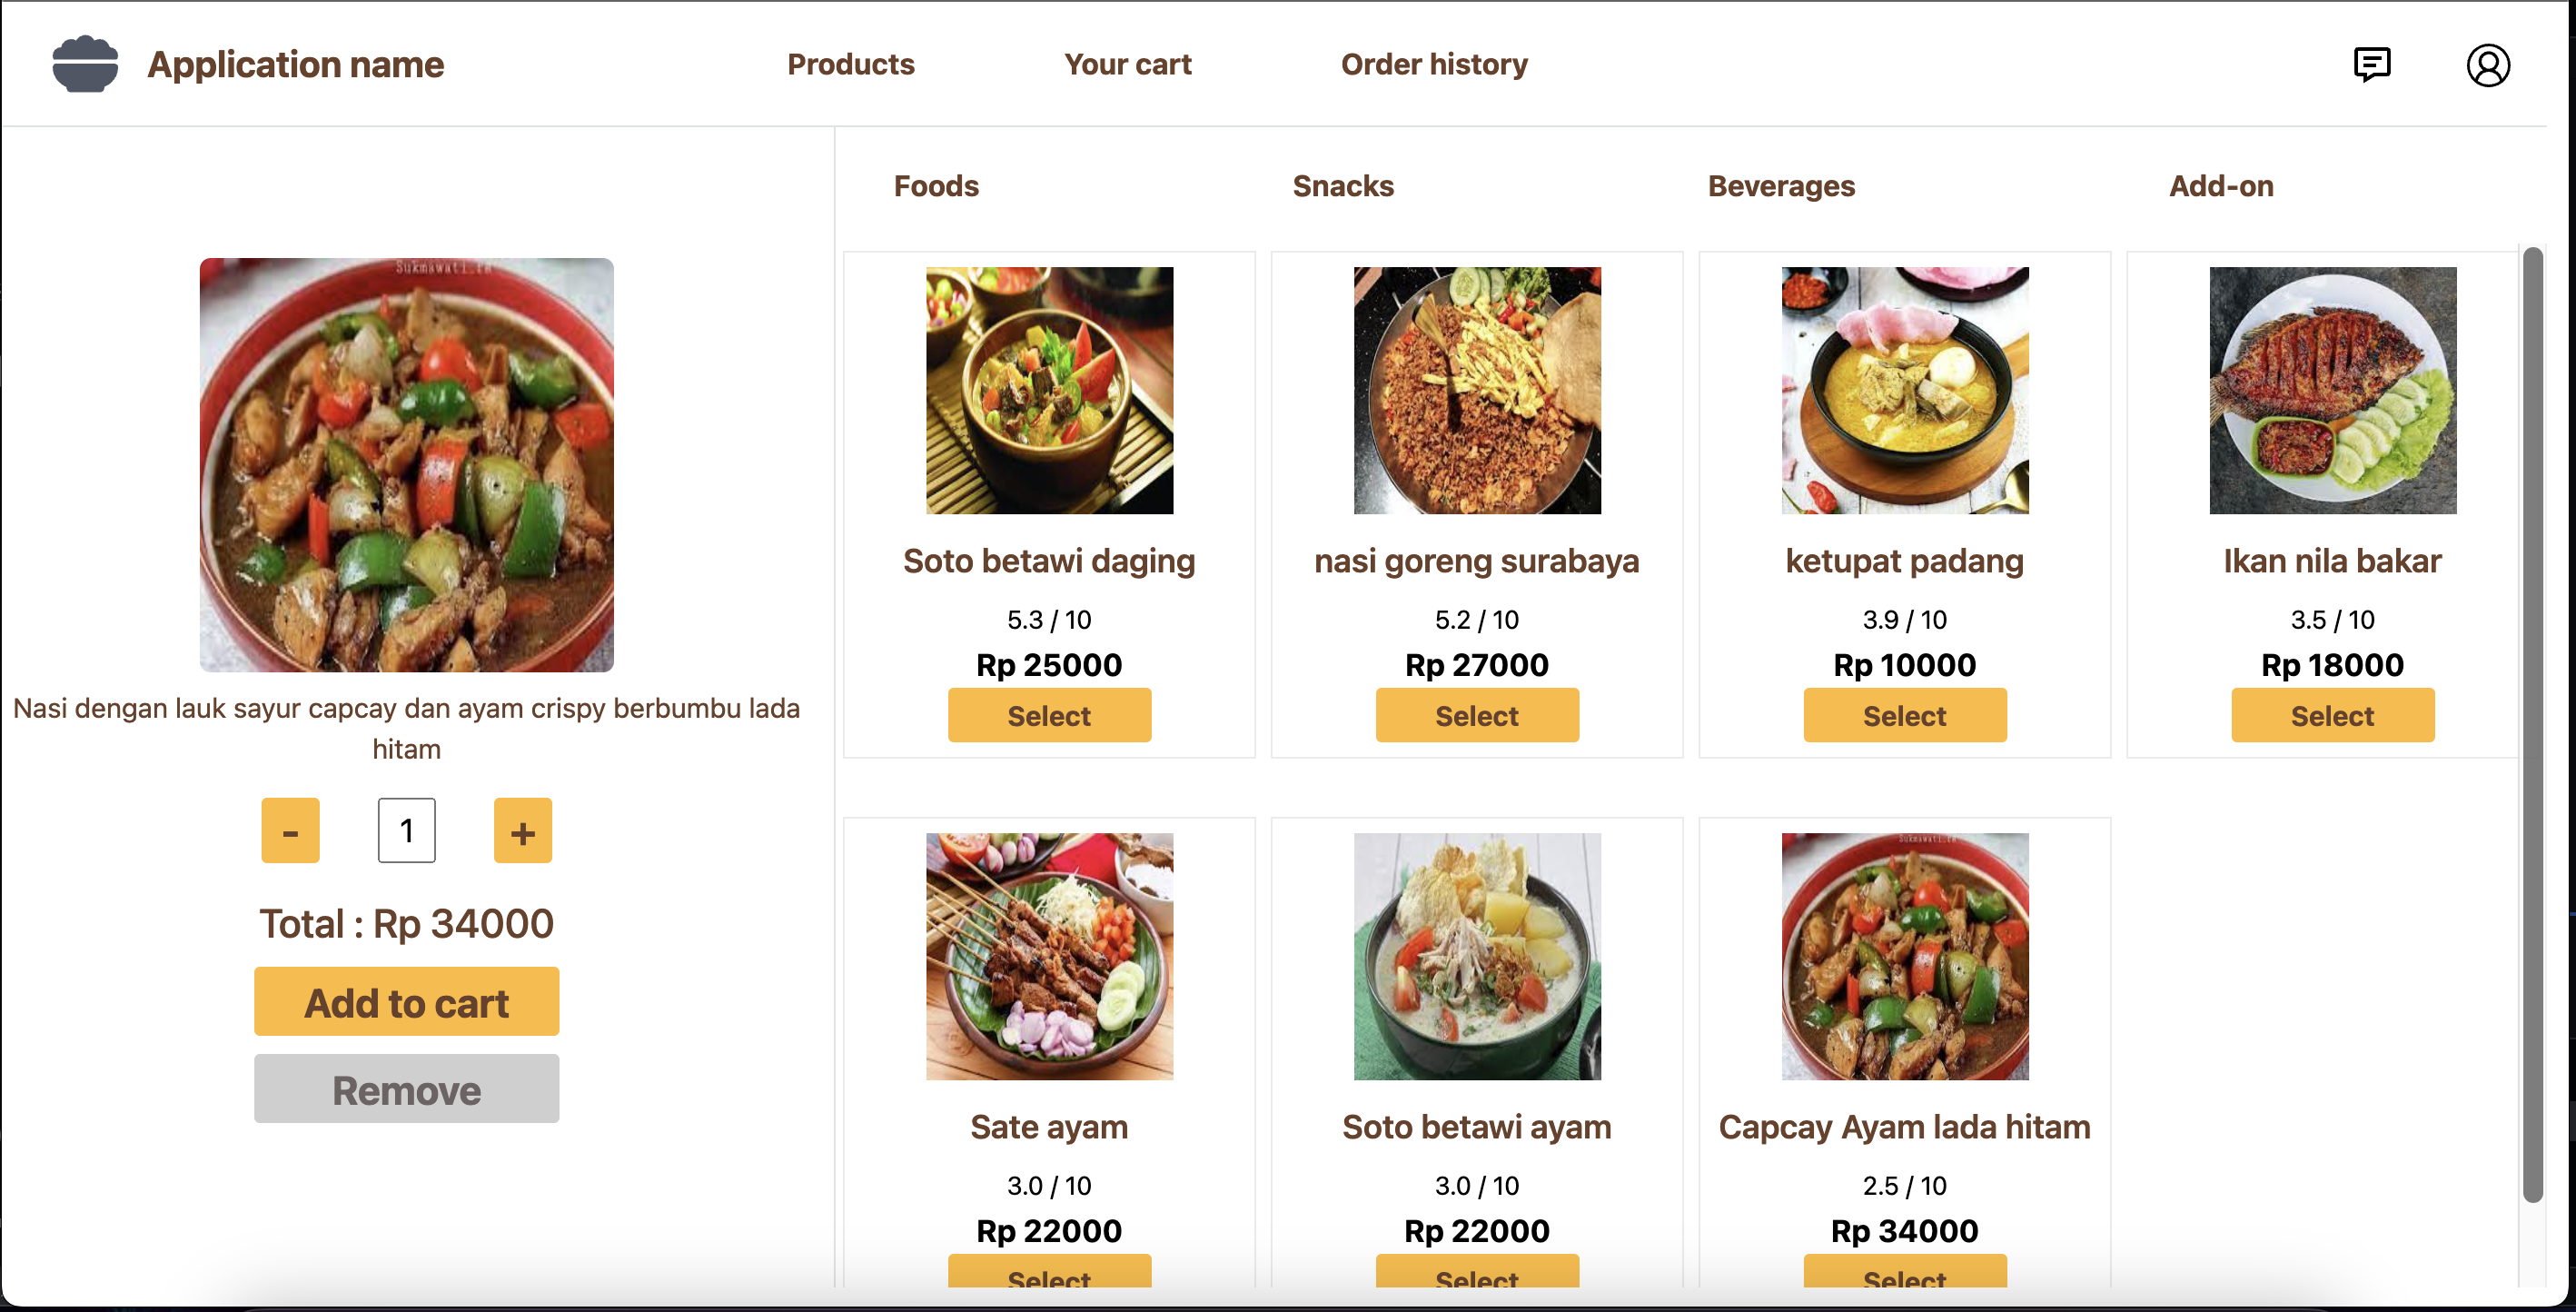 Application name
Products
Your cart
Order history
Sukmawati_rs
Nasi dengan lauk sayur capcay dan ayam crispy berbumbu lada
hitam
-
1
+
Total : Rp 34000
Add to cart
Remove
Foods
Snacks
Beverages
Add-on
Soto betawi daging
5.3 / 10
Rp 25000
Select
nasi goreng surabaya
5.2 / 10
Rp 27000
Select
ketupat padang
3.9 / 10
Rp 10000
Select
Ikan nila bakar
3.5 / 10
Rp 18000
Select
Sate ayam
3.0 / 10
Rp 22000
Select
Soto betawi ayam
3.0 / 10
Rp 22000
Select
Capcay Ayam lada hitam
2.5 / 10
Rp 34000
Select